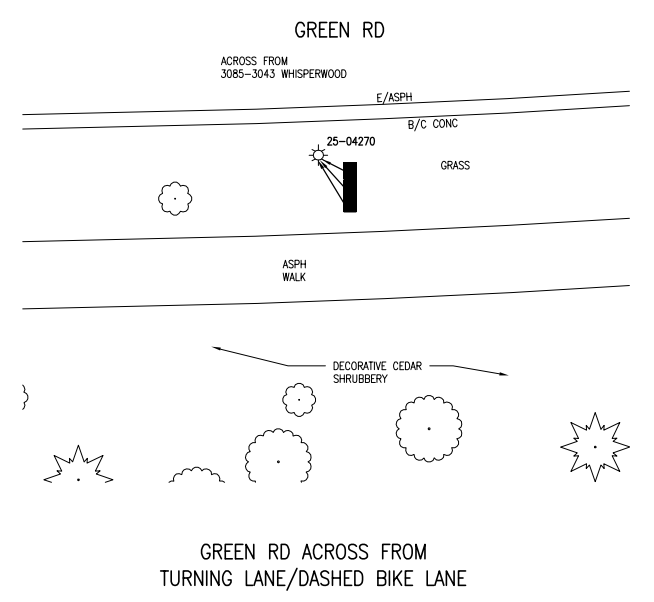 GREEN RD
ACROSS FROM
3085-3043 WHISPERWOOD
E/ASPH
B/C CONC
25-04270
GRASS
ASPH
WALK
DECORATIVE CEDAR
SHRUBBERY
GREEN RD ACROSS FROM
TURNING LANE/DASHED BIKE LANE